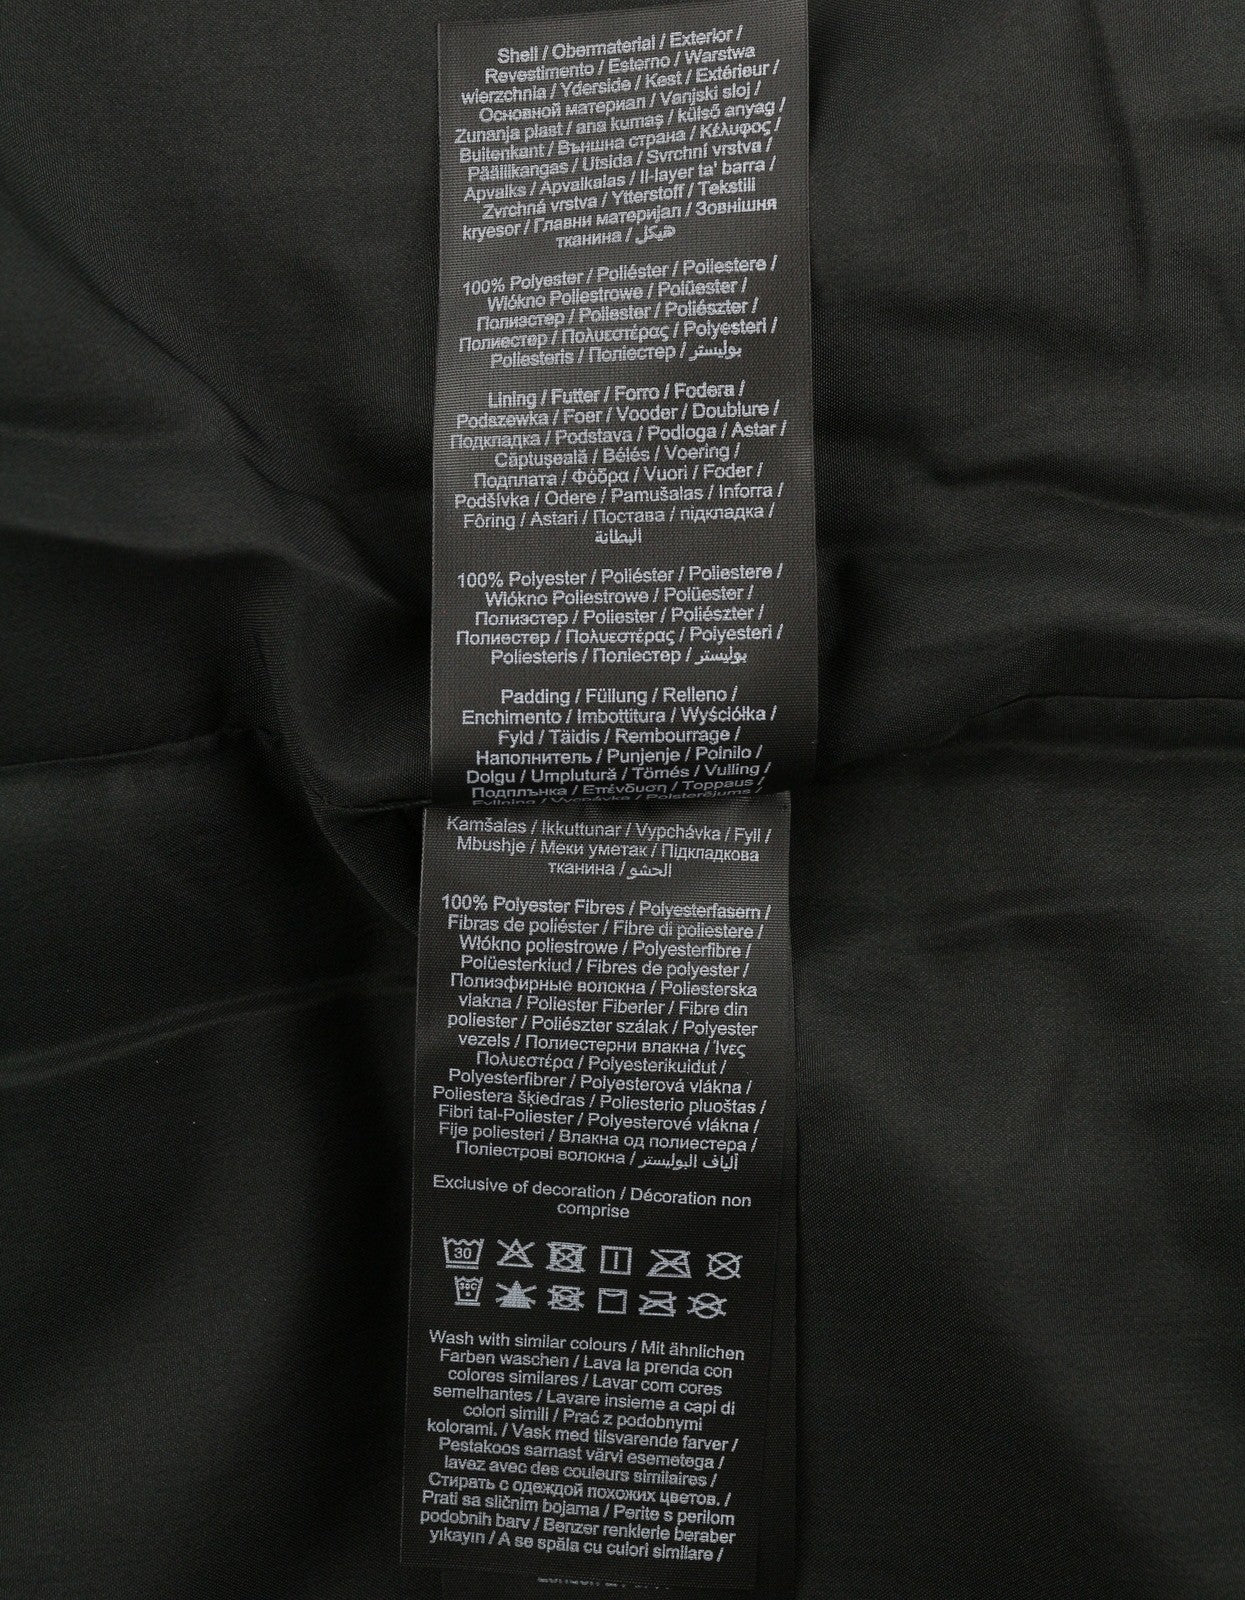 Shell / Obermaterial / Exterior /
Revestimento / Esterno / Warstwa
wierzchnia / Yderside / Kest / Extérieur /
Основной материал / Vanjski sloj /
Zunanja plast / ana kumaş / külső anyag /
Buitenkant / Външна страна / Κέλυφος /
Päällikangas / Utsida / Svrchní vrstva /
Apvalks / Apvalkalas / Il-layer ta' barra /
Zvrchná vrstva / Ytterstoff / Tekstili
kryesor / Главни материјал / Зовнішня
тканина / هيكل
100% Polyester / Poliéster / Poliestere /
Wlókno Poliestrowe / Polüester /
Полиэстер / Poliester / Poliészter /
Полиестер / Πολυεστέρας / Polyesteri /
Poliesteris / Поліестер / بوليستر
Lining / Futter / Forro / Fodera /
Podszewka / Foer / Vooder / Doublure /
Подкладка / Podstava / Podloga / Astar /
Căptușeală / Bélés / Voering /
Подплата / Φόδρα / Vuori / Foder /
Podšívka / Odere / Pamušalas / Inforra /
Fôring / Astari / Постава / підкладка /
البطانة
100% Polyester / Poliéster / Poliestere /
Wlókno Poliestrowe / Polüester /
Полиэстер / Poliester / Poliészter /
Полиестер / Πολυεστέρας / Polyesteri /
Poliesteris / Поліестер / بوليستر
Padding / Füllung / Relleno /
Enchimento / Imbottitura / Wyściółka /
Fyld / Täidis / Rembourrage /
Наполнитель / Punjenje / Polnilo /
Dolgu / Umplutură / Tömés / Vulling /
Подплънка / Επένδυση / Toppaus /
Fyllning / Vycpávka / Polsterējums /
Kamšalas / Ikkuttunar / Vypchávka / Fyll /
Mbushje / Меки уметак / Підкладкова
тканина / الحشو
100% Polyester Fibres / Polyesterfasern /
Fibras de poliéster / Fibre di poliestere /
Wlókno poliestrowe / Polyesterfibre /
Polüesterkiud / Fibres de polyester /
Полиэфирные волокна / Poliesterska
vlakna / Poliester Fiberler / Fibre din
poliester / Poliészter szálak / Polyester
vezels / Полиестерни влакна / Ίνες
Πολυεστέρα / Polyesterikuidut /
Polyesterfibrer / Polyesterová vlákna /
Poliestera šķiedras / Poliesterio pluoštas /
Fibri tal-Poliester / Polyesterové vlákna /
Fije poliesteri / Влакна од полиестера /
Поліестрові волокна / ألياف البوليستر
Exclusive of decoration / Décoration non
comprise
30
30C
Wash with similar colours / Mit ähnlichen
Farben waschen / Lava la prenda con
colores similares / Lavar com cores
semelhantes / Lavare insieme a capi di
colori simili / Prać z podobnymi
kolorami. / Vask med tilsvarende farver /
Pestakoos samast värvi esemetega /
lavez avec des couleurs similaires /
Стирать с одеждой похожих цветов. /
Prati sa sličnim bojama / Perite s perilom
podobnih barv / Benzer renklerle beraber
yıkayın / A se spăla cu culori similare /